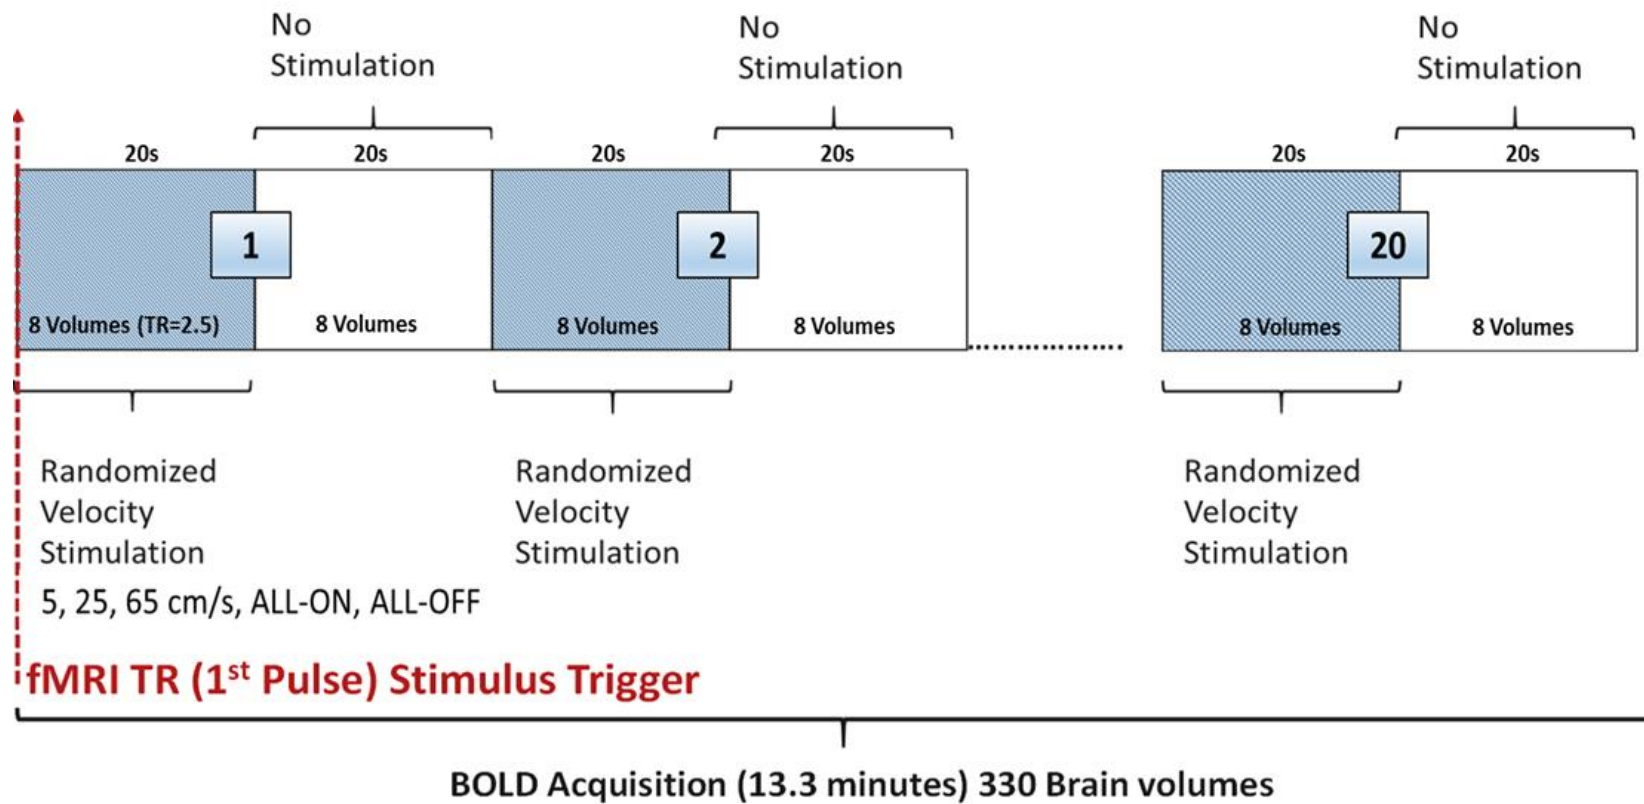 No
Stimulation
No
Stimulation
No
Stimulation
20s
20s
20s
20s
20s
20s
1
2
20
8 Volumes (TR=2.5)
8 Volumes
8 Volumes
8 Volumes
8 Volumes
8 Volumes
Randomized
Velocity
Stimulation
Randomized
Velocity
Stimulation
Randomized
Velocity
Stimulation
5, 25, 65 cm/s, ALL-ON, ALL-OFF
fMRI TR (1st Pulse) Stimulus Trigger
BOLD Acquisition (13.3 minutes) 330 Brain volumes